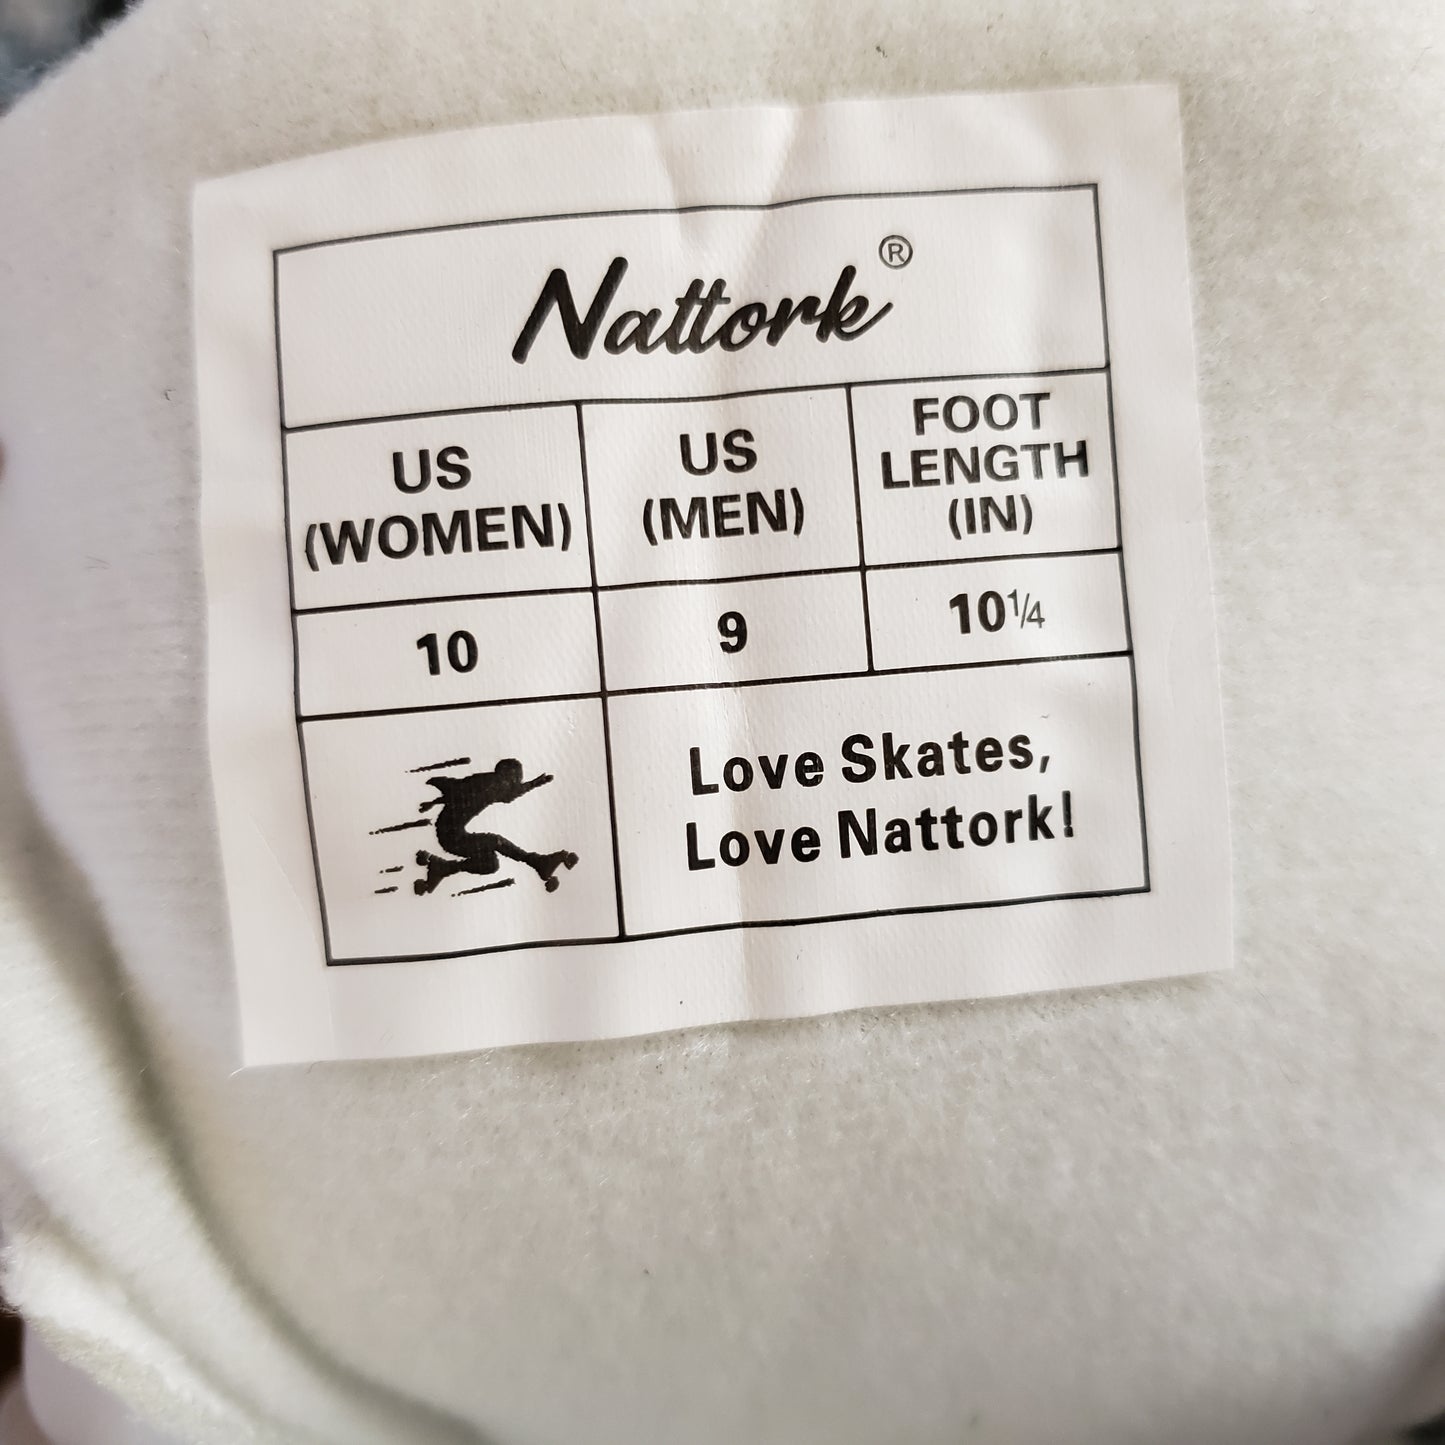 Nattork®
US
(WOMEN)
US
(MEN)
FOOT
LENGTH
(IN)
10
9
10¼
Love Skates,
Love Nattork!